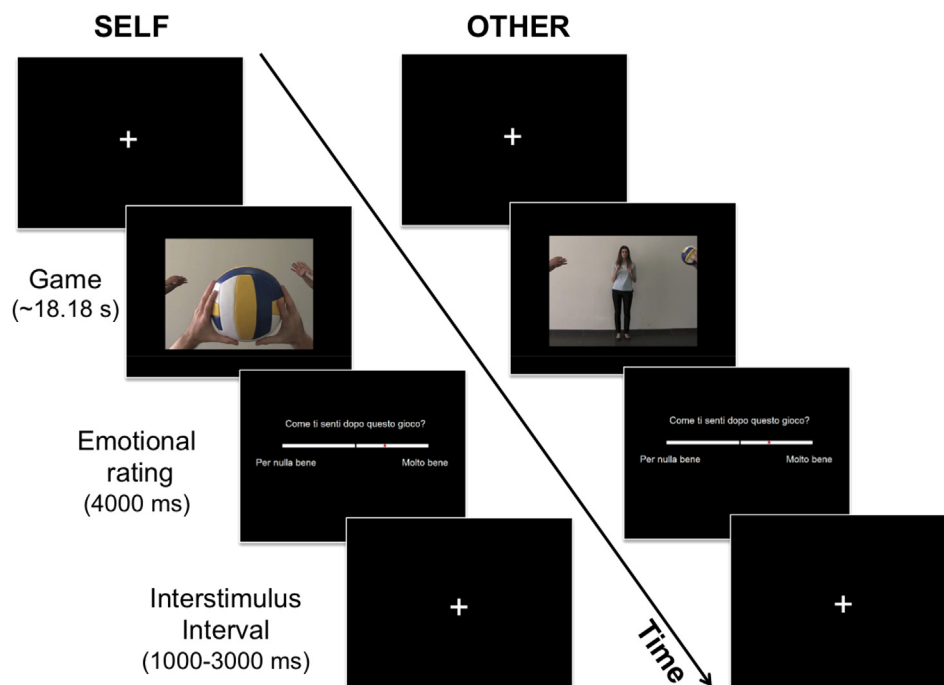 SELF
OTHER
Game
(~18.18 s)
Emotional
rating
(4000 ms)
Come ti senti dopo questo gioco?
Per nulla bene
Molto bene
Come ti senti dopo questo gioco?
Per nulla bene
Molto bene
Interstimulus
Interval
(1000-3000 ms)
Time